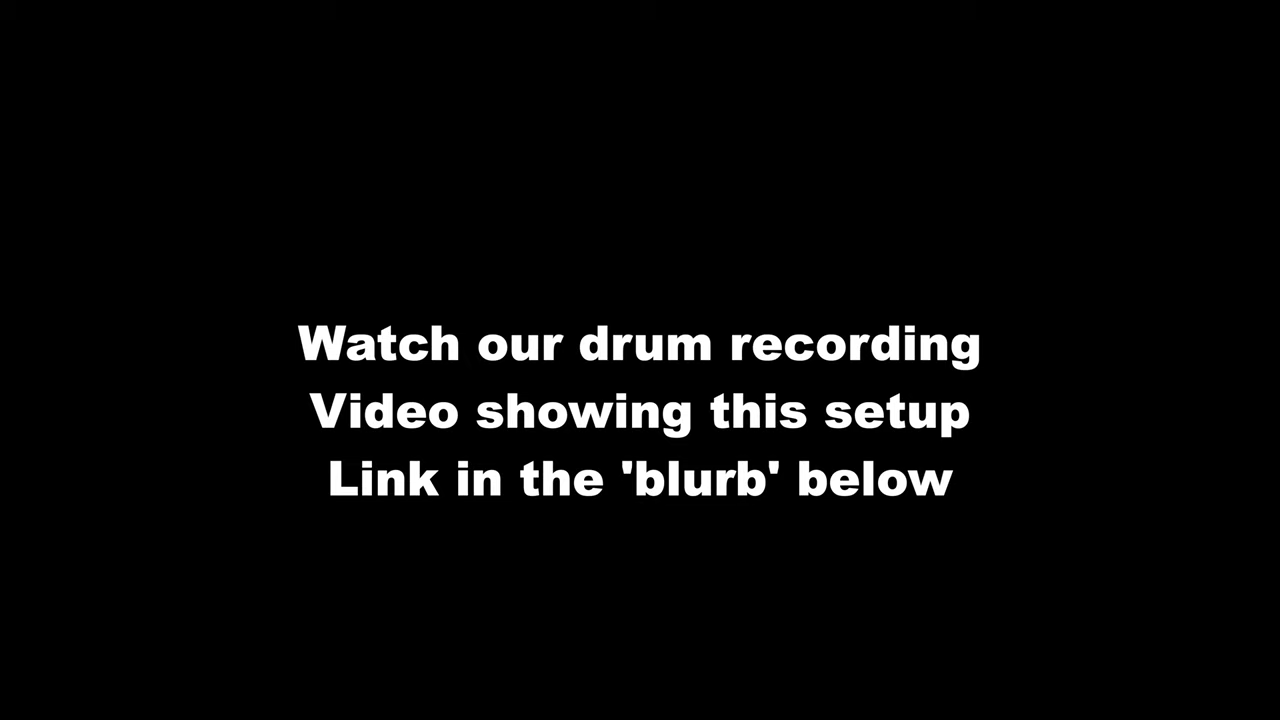 Watch our drum recording
Video showing this setup
Link in the 'blurb' below